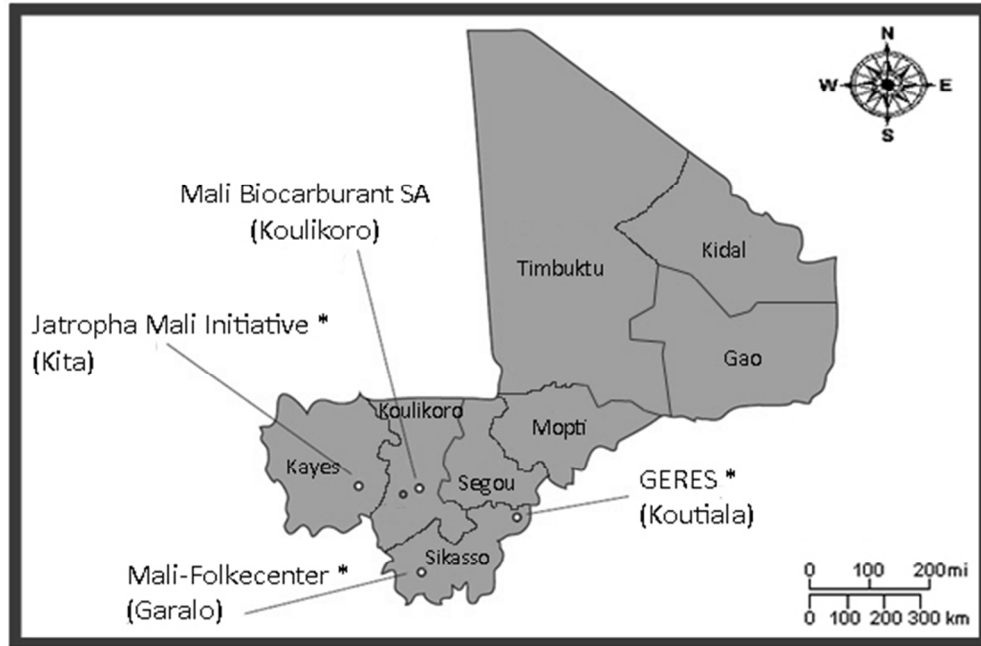 N
W E
S
Mali Biocarburant SA
(Koulikoro)
Kidal
Timbuktu
Jatropha Mali Initiative *
(Kita)
Gao
Koulikoro
Mopti
Kayes
Segou
GERES *
(Koutiala)
Sikasso
Mali-Folkecenter *
(Garalo)
0 100 200mi
0 100 200 300 km